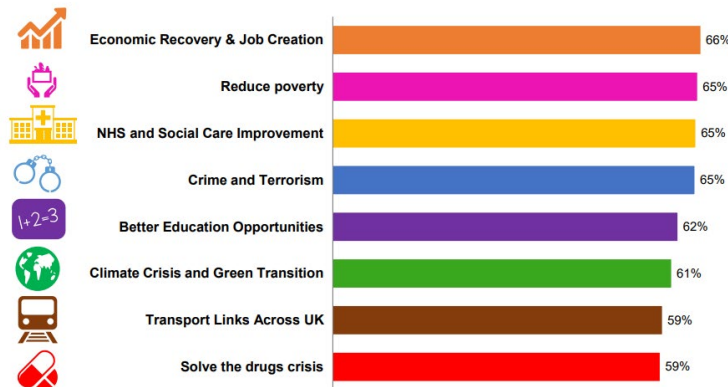 Economic Recovery & Job Creation 66%
Reduce poverty 65%
NHS and Social Care Improvement 65%
Crime and Terrorism 65%
1+2=3
Better Education Opportunities 62%
Climate Crisis and Green Transition 61%
Transport Links Across UK 59%
Solve the drugs crisis 59%